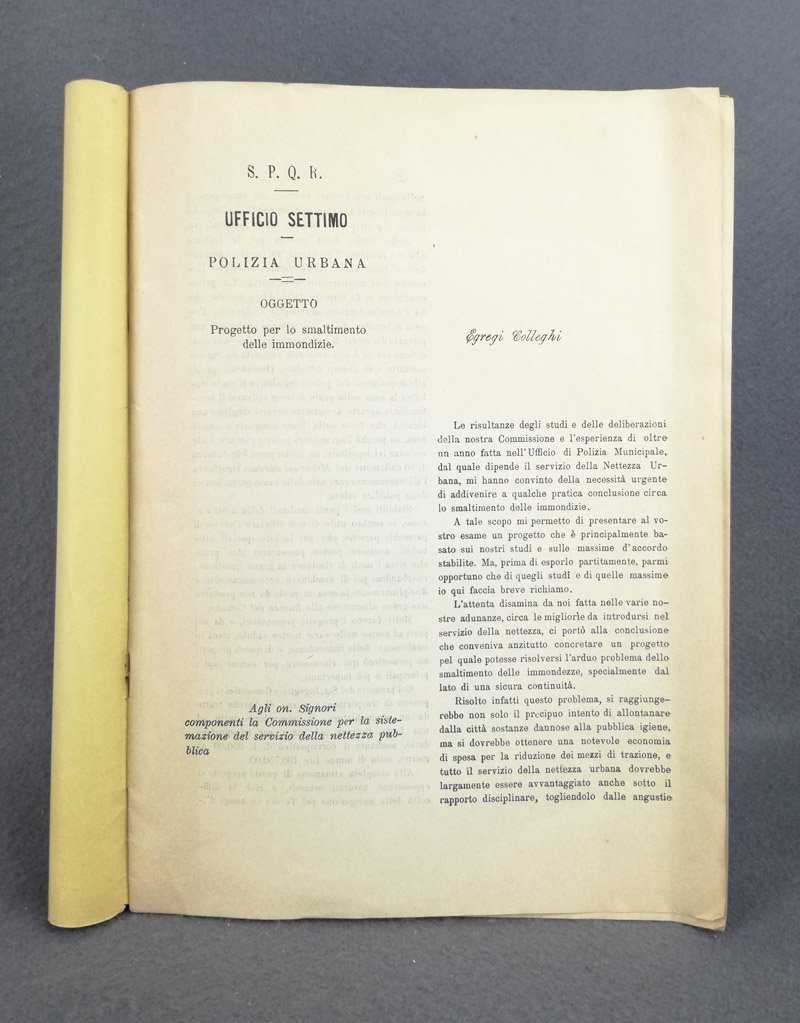 S. P. Q. R.
UFFICIO SETTIMO
POLIZIA URBANA
OGGETTO
Progetto per lo smaltimento
delle immondizie.
Agli on. Signori
componenti la Commissione per la siste-
mazione del servizio della nettezza pub-
blica
Egregi Colleghi
Le risultanze degli studi e delle deliberazioni
della nostra Commissione e l'esperienza di oltre
un anno fatta nell'Ufficio di Polizia Municipale,
dal quale dipende il servizio della Nettezza Ur-
bana, mi hanno convinto della necessità urgente
di addivenire a qualche pratica conclusione circa
lo smaltimento delle immondizie.
A tale scopo mi permetto di presentare al vo-
stro esame un progetto che è principalmente ba-
sato sui nostri studi e sulle massime d'accordo
stabilite. Ma, prima di esporlo partitamente, parmi
opportuno che di quegli studî e di quelle massime
io qui faccia breve richiamo.
L'attenta disamina da noi fatta nelle varie no-
stre adunanze, circa le migliorie da introdursi nel
servizio della nettezza, ci portò alla conclusione
che conveniva anzitutto concretare un progetto
pel quale potesse risolversi l'arduo problema dello
smaltimento delle immondezze, specialmente dal
lato di una sicura continuità.
Risolto infatti questo problema, si raggiunge-
rebbe non solo il precipuo intento di allontanare
dalla città sostanze dannose alla pubblica igiene,
ma si dovrebbe ottenere una notevole economia
di spesa per la riduzione dei mezzi di trazione, e
tutto il servizio della nettezza urbana dovrebbe
largamente essere avvantaggiato anche sotto il
rapporto disciplinare, togliendolo dalle angustie